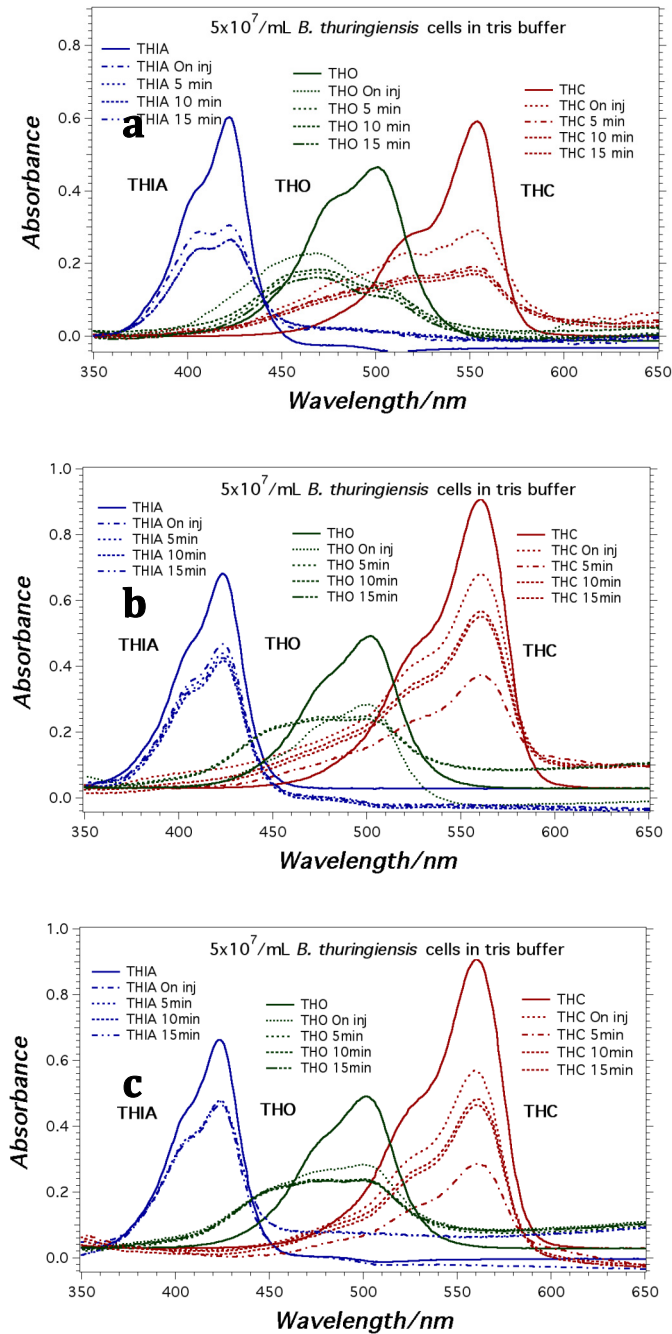 5x10⁷/mL B. thuringiensis cells in tris buffer
THIA
THIA On inj
THIA 5 min
THIA 10 min
THIA 15 min
THO
THO On inj
THO 5 min
THO 10 min
THO 15 min
THC
THC On inj
THC 5 min
THC 10 min
THC 15 min
a
THIA
THO
THC
Absorbance
0.8
0.6
0.4
0.2
0.0
350
400
450
500
550
600
650
Wavelength/nm
5x10⁷/mL B. thuringiensis cells in tris buffer
THIA
THIA On inj
THIA 5min
THIA 10min
THIA 15min
THO
THO On inj
THO 5min
THO 10min
THO 15min
THC
THC On inj
THC 5min
THC 10min
THC 15min
b
THIA
THO
THC
Absorbance
1.0
0.8
0.6
0.4
0.2
0.0
350
400
450
500
550
600
650
Wavelength/nm
5x10⁷/mL B. thuringiensis cells in tris buffer
THIA
THIA On inj
THIA 5min
THIA 10min
THIA 15min
THO
THO On inj
THO 5min
THO 10min
THO 15min
THC
THC On inj
THC 5min
THC 10min
THC 15min
c
THIA
THO
THC
Absorbance
1.0
0.8
0.6
0.4
0.2
0.0
350
400
450
500
550
600
650
Wavelength/nm